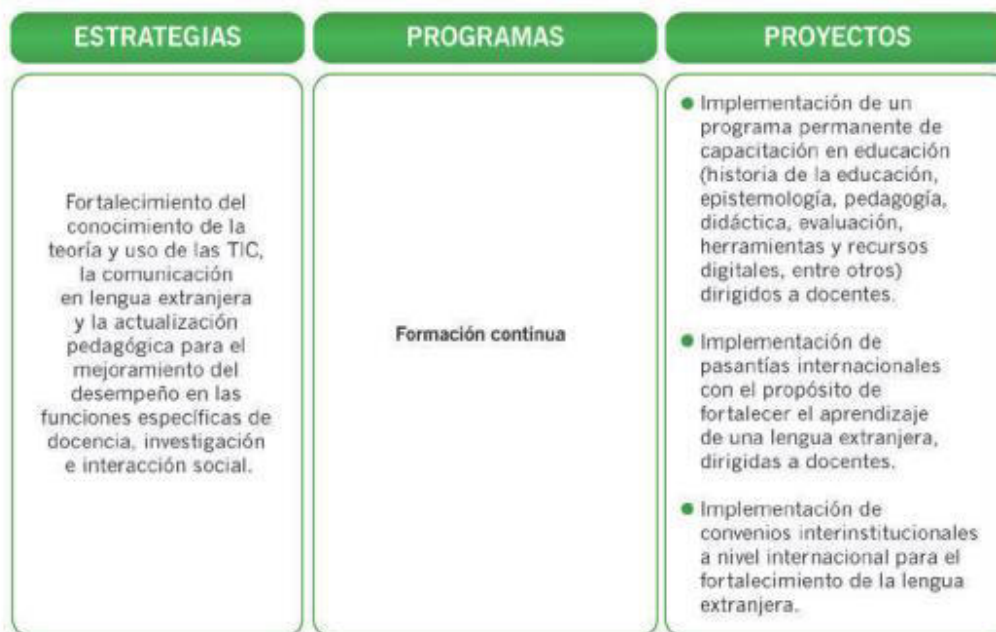 ESTRATEGIAS
PROGRAMAS
PROYECTOS
Fortalecimiento del
conocimiento de la
teoría y uso de las TIC,
la comunicación
en lengua extranjera
y la actualización
pedagógica para el
mejoramiento del
desempeño en las
funciones específicas de
docencia, investigación
e interacción social.
Formación continua
● Implementación de un
programa permanente de
capacitación en educación
(historia de la educación,
epistemología, pedagogía,
didáctica, evaluación,
herramientas y recursos
digitales, entre otros)
dirigidos a docentes.
● Implementación de
pasantías internacionales
con el propósito de
fortalecer el aprendizaje
de una lengua extranjera,
dirigidas a docentes.
● Implementación de
convenios interinstitucionales
a nivel internacional para el
fortalecimiento de la lengua
extranjera.